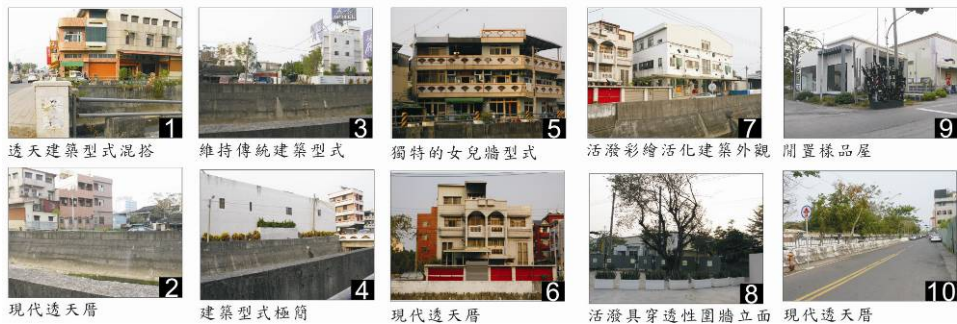 1
3
5
7
9
透天建築型式混搭
維持傳統建築型式
獨特的女兒牆型式
活潑彩繪活化建築外觀
閒置樣品屋
2
4
6
8
10
現代透天厝
建築型式極簡
現代透天厝
活潑具穿透性圍牆立面
現代透天厝